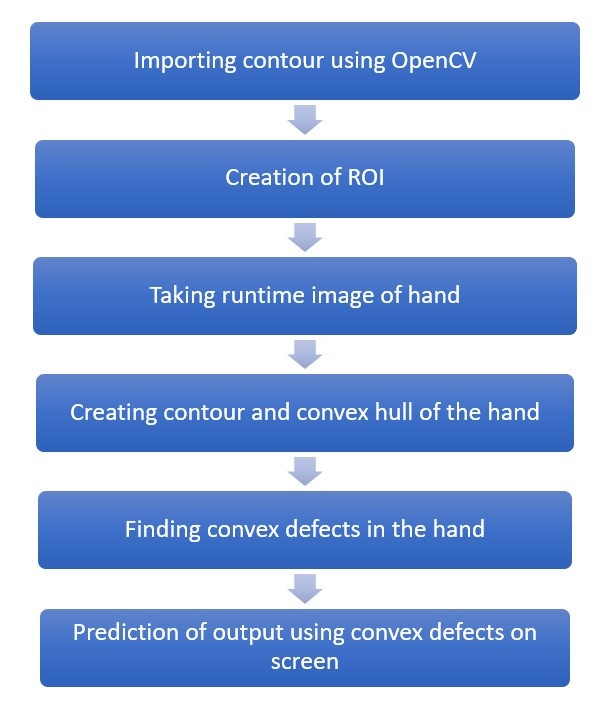 Importing contour using OpenCV
Creation of ROI
Taking runtime image of hand
Creating contour and convex hull of the hand
Finding convex defects in the hand
Prediction of output using convex defects on
screen